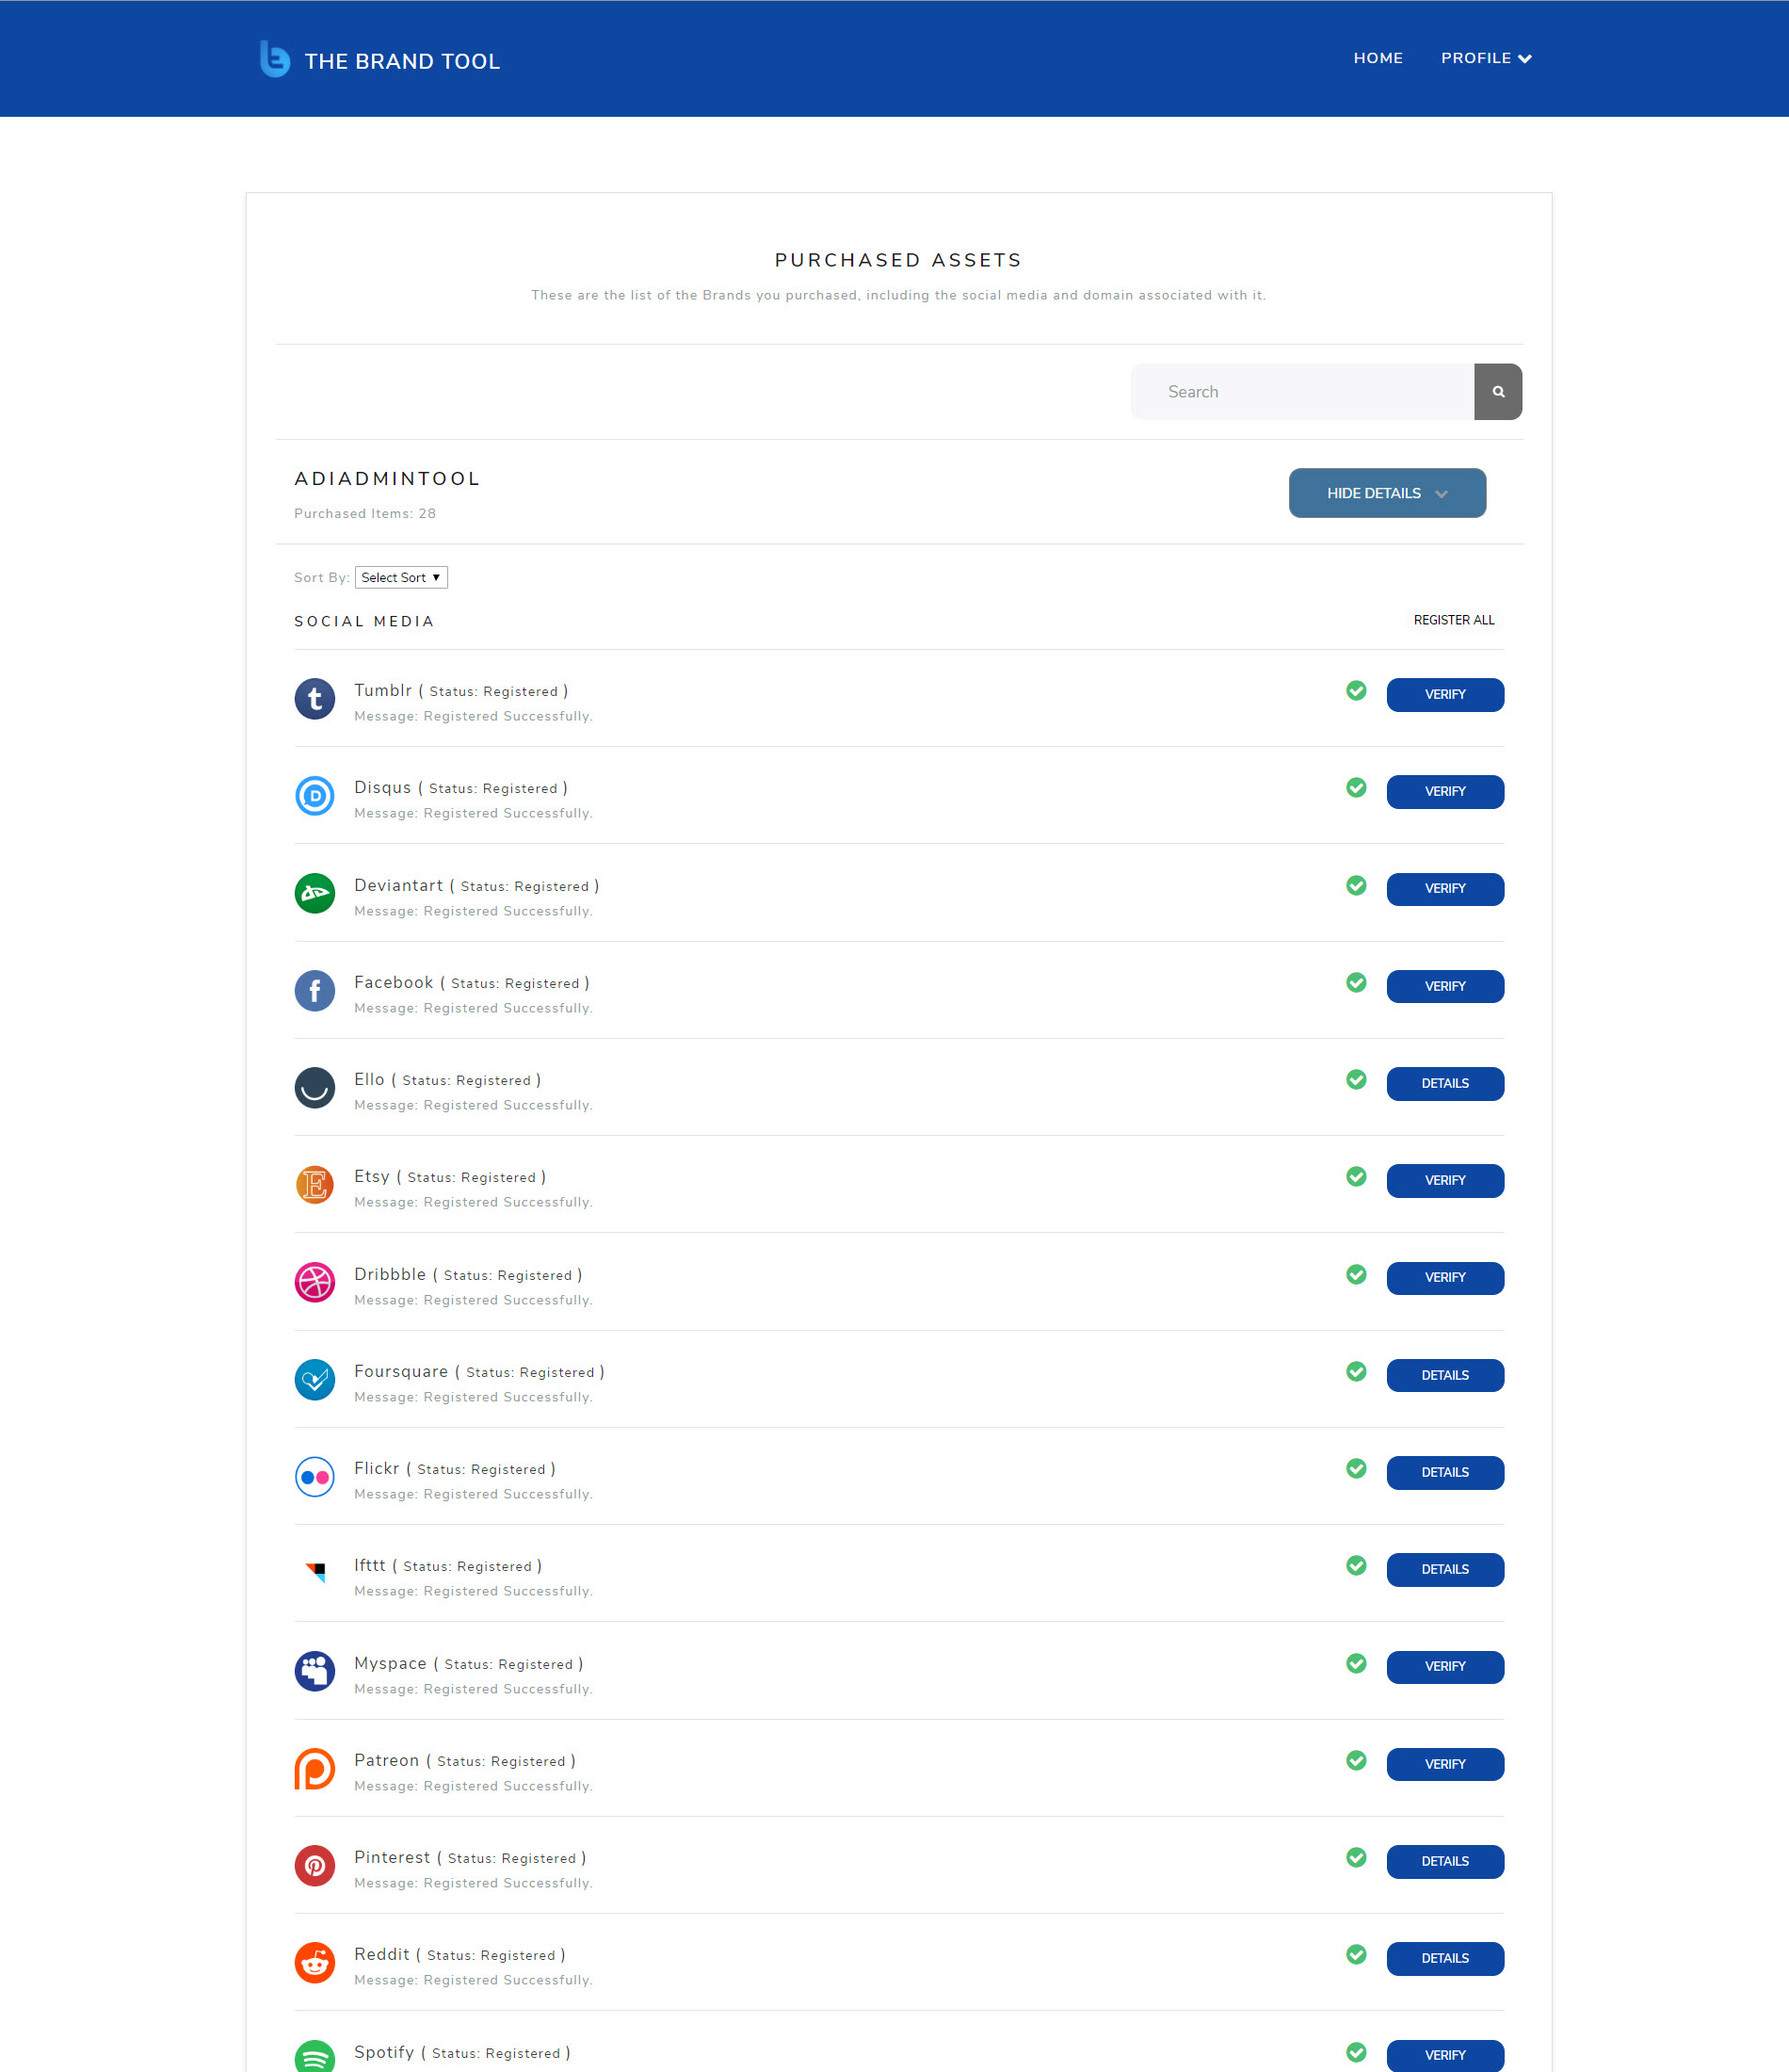 THE BRAND TOOL
HOME PROFILE
PURCHASED ASSETS
These are the list of the Brands you purchased, including the social media and domain associated with it.
Search
ADIADMINTOOL
HIDE DETAILS
Purchased Items: 28
Sort By: Select Sort
SOCIAL MEDIA
REGISTER ALL
Tumblr ( Status: Registered )
VERIFY
Message: Registered Successfully.
Disqus ( Status: Registered )
VERIFY
Message: Registered Successfully.
Deviantart ( Status: Registered )
VERIFY
Message: Registered Successfully.
Facebook ( Status: Registered )
VERIFY
Message: Registered Successfully.
Ello ( Status: Registered )
DETAILS
Message: Registered Successfully.
Etsy ( Status: Registered )
VERIFY
Message: Registered Successfully.
Dribbble ( Status: Registered )
VERIFY
Message: Registered Successfully.
Foursquare ( Status: Registered )
DETAILS
Message: Registered Successfully.
Flickr ( Status: Registered )
DETAILS
Message: Registered Successfully.
Ifttt ( Status: Registered )
DETAILS
Message: Registered Successfully.
Myspace ( Status: Registered )
VERIFY
Message: Registered Successfully.
Patreon ( Status: Registered )
VERIFY
Message: Registered Successfully.
Pinterest ( Status: Registered )
DETAILS
Message: Registered Successfully.
Reddit ( Status: Registered )
DETAILS
Message: Registered Successfully.
Spotify ( Status: Registered )
VERIFY